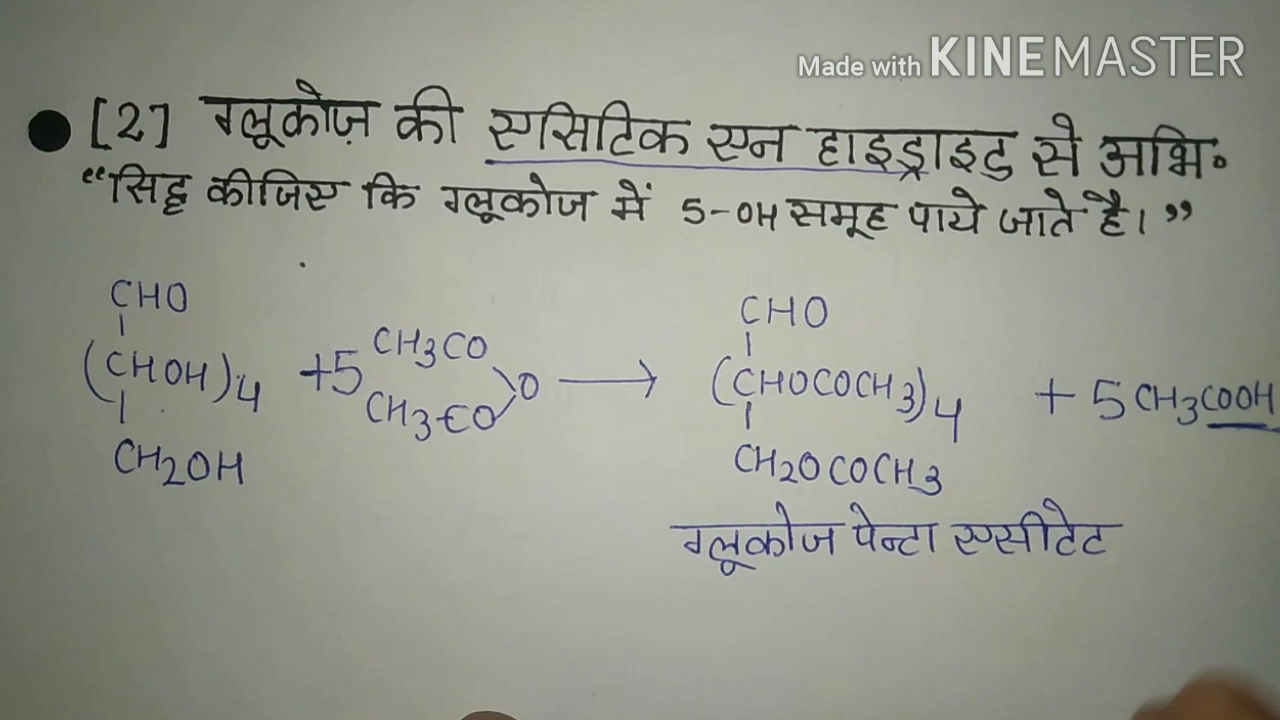 Made with KINEMASTER
● [2] ग्लूकोज़ की एसिटिक एन हाइड्राइड से अभि॰
“सिद्ध कीजिए कि ग्लूकोज में 5-OH समूह पाये जाते है।”
CHO CHO
(CHOH)4 +5 CH3CO CH3CO >O ⟶ (CHOCOCH3)4 + 5CH3COOH
CH2OH CH2OCOCH3
ग्लूकोज पेन्टा एसीटेट